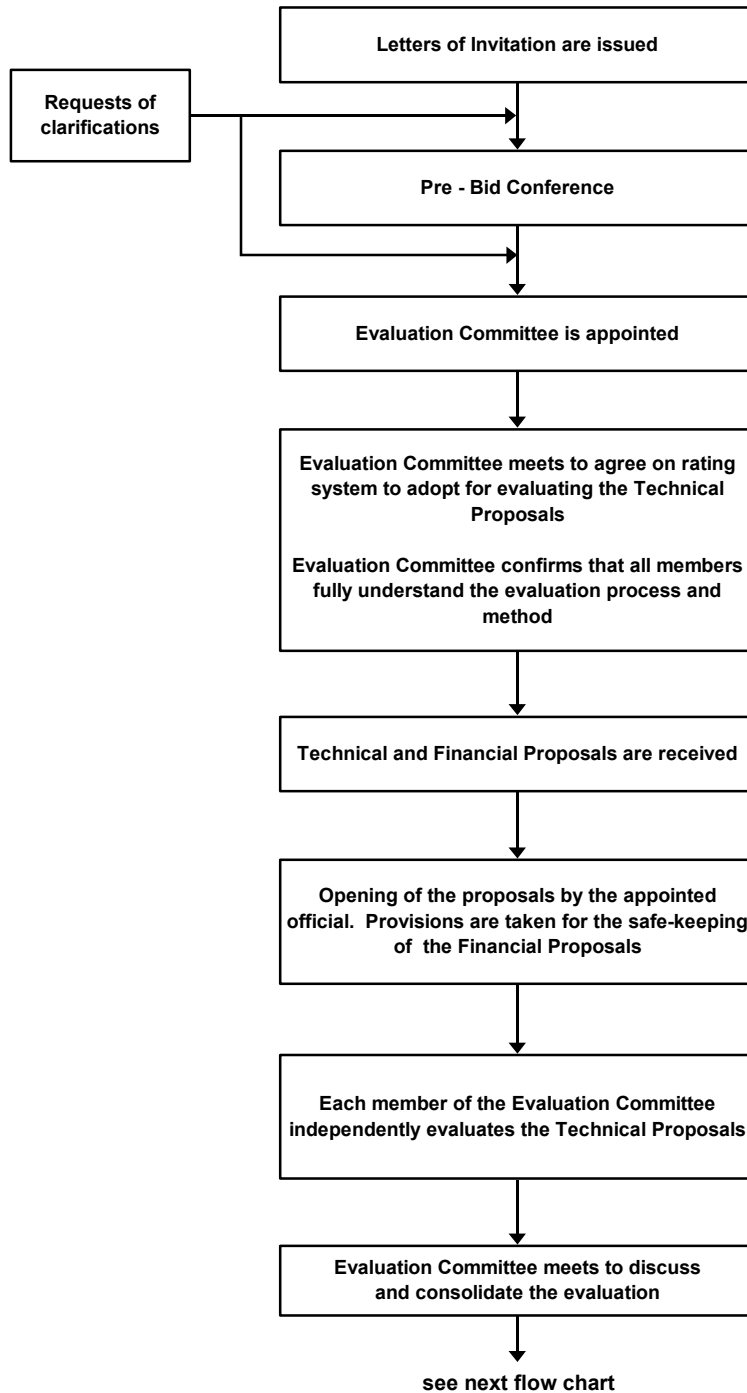 Letters of Invitation are issued
Requests of
clarifications
Pre - Bid Conference
Evaluation Committee is appointed
Evaluation Committee meets to agree on rating
system to adopt for evaluating the Technical
Proposals
Evaluation Committee confirms that all members
fully understand the evaluation process and
method
Technical and Financial Proposals are received
Opening of the proposals by the appointed
official.  Provisions are taken for the safe-keeping
of  the Financial Proposals
Each member of the Evaluation Committee
independently evaluates the Technical Proposals
Evaluation Committee meets to discuss
and consolidate the evaluation
see next flow chart